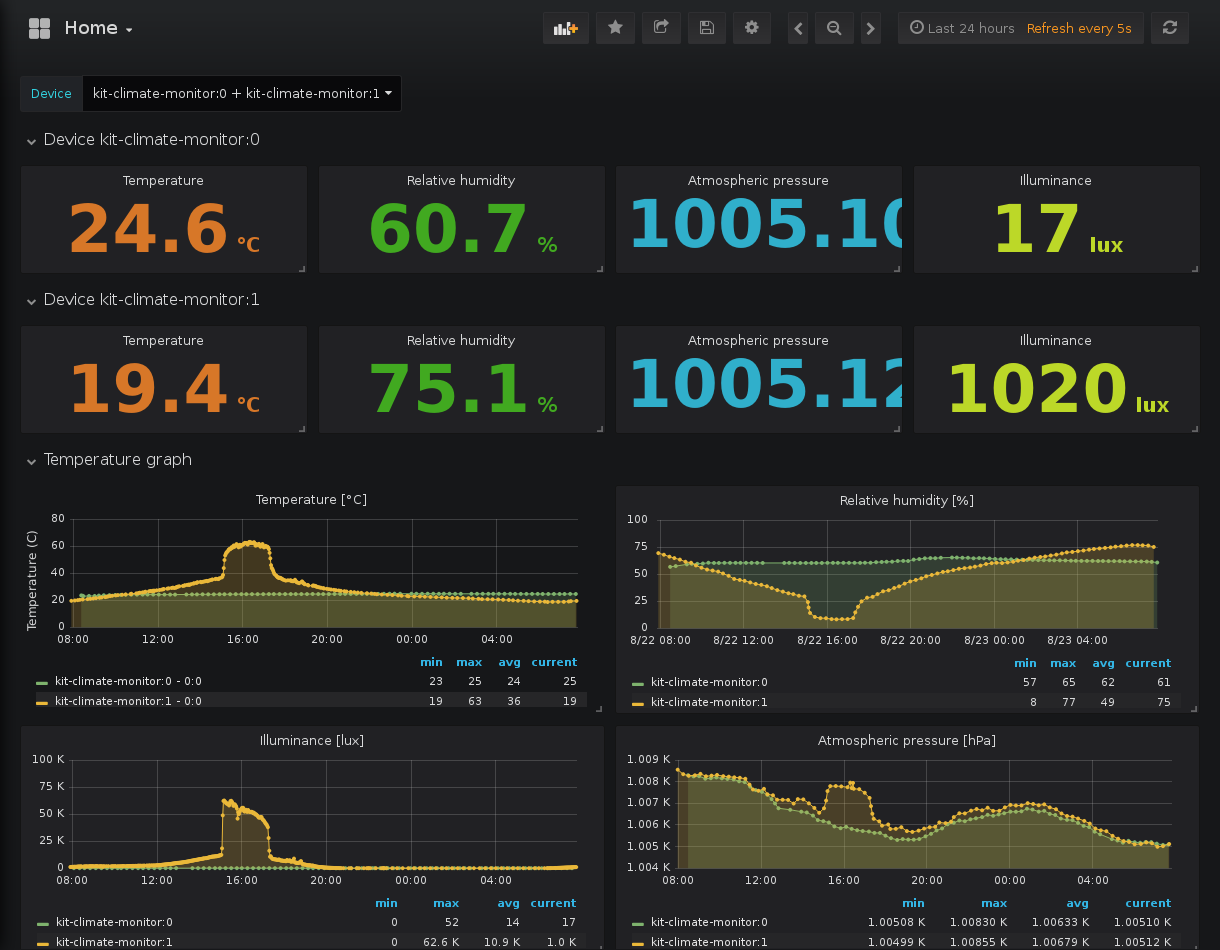 Home
Last 24 hours Refresh every 5s
Device kit-climate-monitor:0 + kit-climate-monitor:1
Device kit-climate-monitor:0
Temperature Relative humidity Atmospheric pressure Illuminance
24.6 °C 60.7 % 1005.10 17 lux
Device kit-climate-monitor:1
Temperature Relative humidity Atmospheric pressure Illuminance
19.4 °C 75.1 % 1005.12 1020 lux
Temperature graph
Temperature [°C]
Temperature (C)
80
60
40
20
0
08:00 12:00 16:00 20:00 00:00 04:00
min max avg current
kit-climate-monitor:0 - 0:0 23 25 24 25
kit-climate-monitor:1 - 0:0 19 63 36 19
Relative humidity [%]
100
75
50
25
0
8/22 08:00 8/22 12:00 8/22 16:00 8/22 20:00 8/23 00:00 8/23 04:00
min max avg current
kit-climate-monitor:0 57 65 62 61
kit-climate-monitor:1 8 77 49 75
Illuminance [lux]
100 K
75 K
50 K
25 K
0
08:00 12:00 16:00 20:00 00:00 04:00
min max avg current
kit-climate-monitor:0 0 52 14 17
kit-climate-monitor:1 0 62.6 K 10.9 K 1.0 K
Atmospheric pressure [hPa]
1.009 K
1.008 K
1.007 K
1.006 K
1.005 K
1.004 K
08:00 12:00 16:00 20:00 00:00 04:00
min max avg current
kit-climate-monitor:0 1.00508 K 1.00830 K 1.00633 K 1.00510 K
kit-climate-monitor:1 1.00499 K 1.00855 K 1.00679 K 1.00512 K